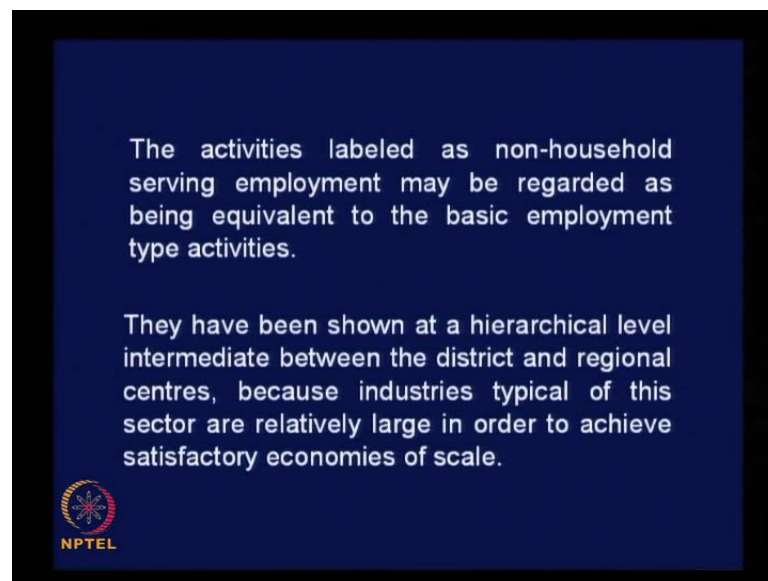 The activities labeled as non-household
serving employment may be regarded as
being equivalent to the basic employment
type activities.
They have been shown at a hierarchical level
intermediate between the district and regional
centres, because industries typical of this
sector are relatively large in order to achieve
satisfactory economies of scale.
NPTEL